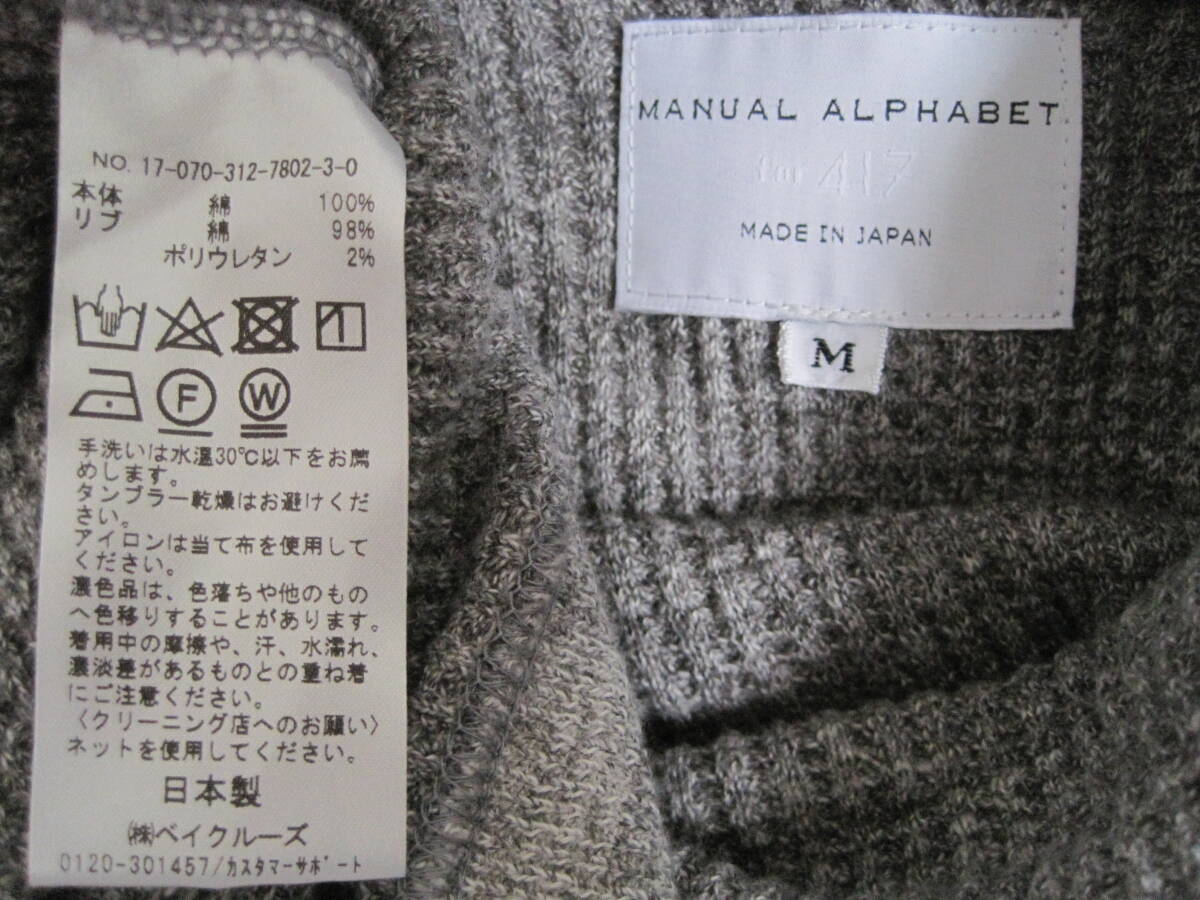 NO. 17-070-312-7802-3-0
本体 綿 100%
リブ 綿 98%
ポリウレタン 2%
F W
手洗いは水温30℃以下をお薦
めします。
タンブラー乾燥はお避けくだ
さい。
アイロンは当て布を使用して
ください。
濃色品は、色落ちや他のもの
へ色移りすることがあります。
着用中の摩擦や、汗、水濡れ、
濃淡差があるものとの重ね着
にご注意ください。
〈クリーニング店へのお願い〉
ネットを使用してください。
日本製
㈱ベイクルーズ
0120-301457/カスタマーサポート
MANUAL ALPHABET
for 417
MADE IN JAPAN
M